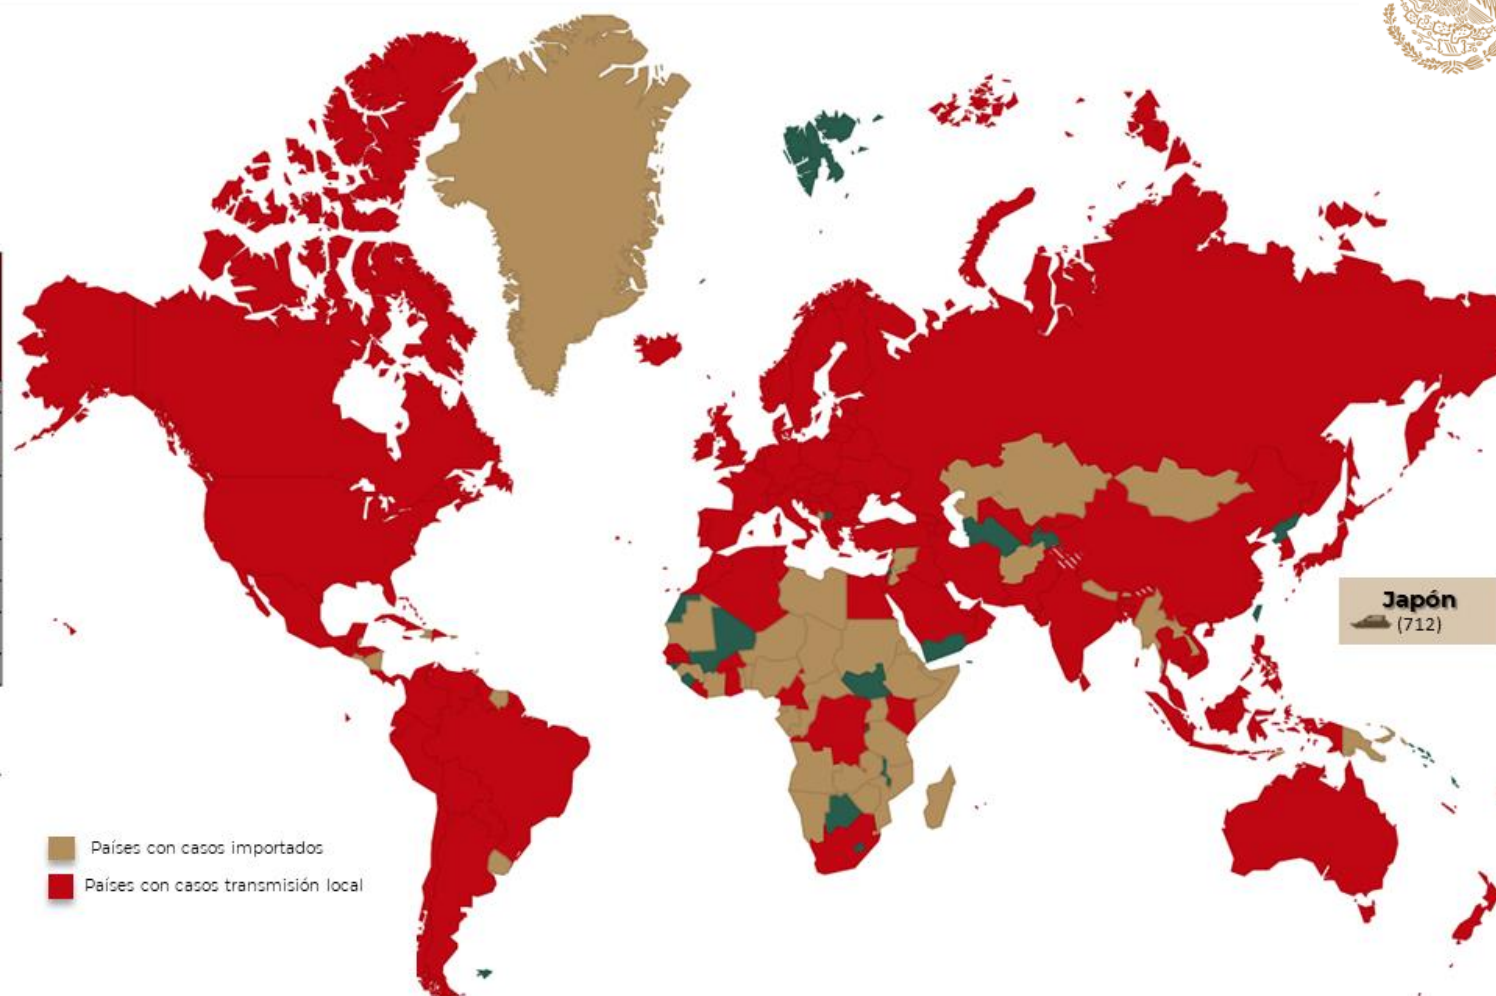 Japón
(712)
Países con casos importados
Países con casos transmisión local